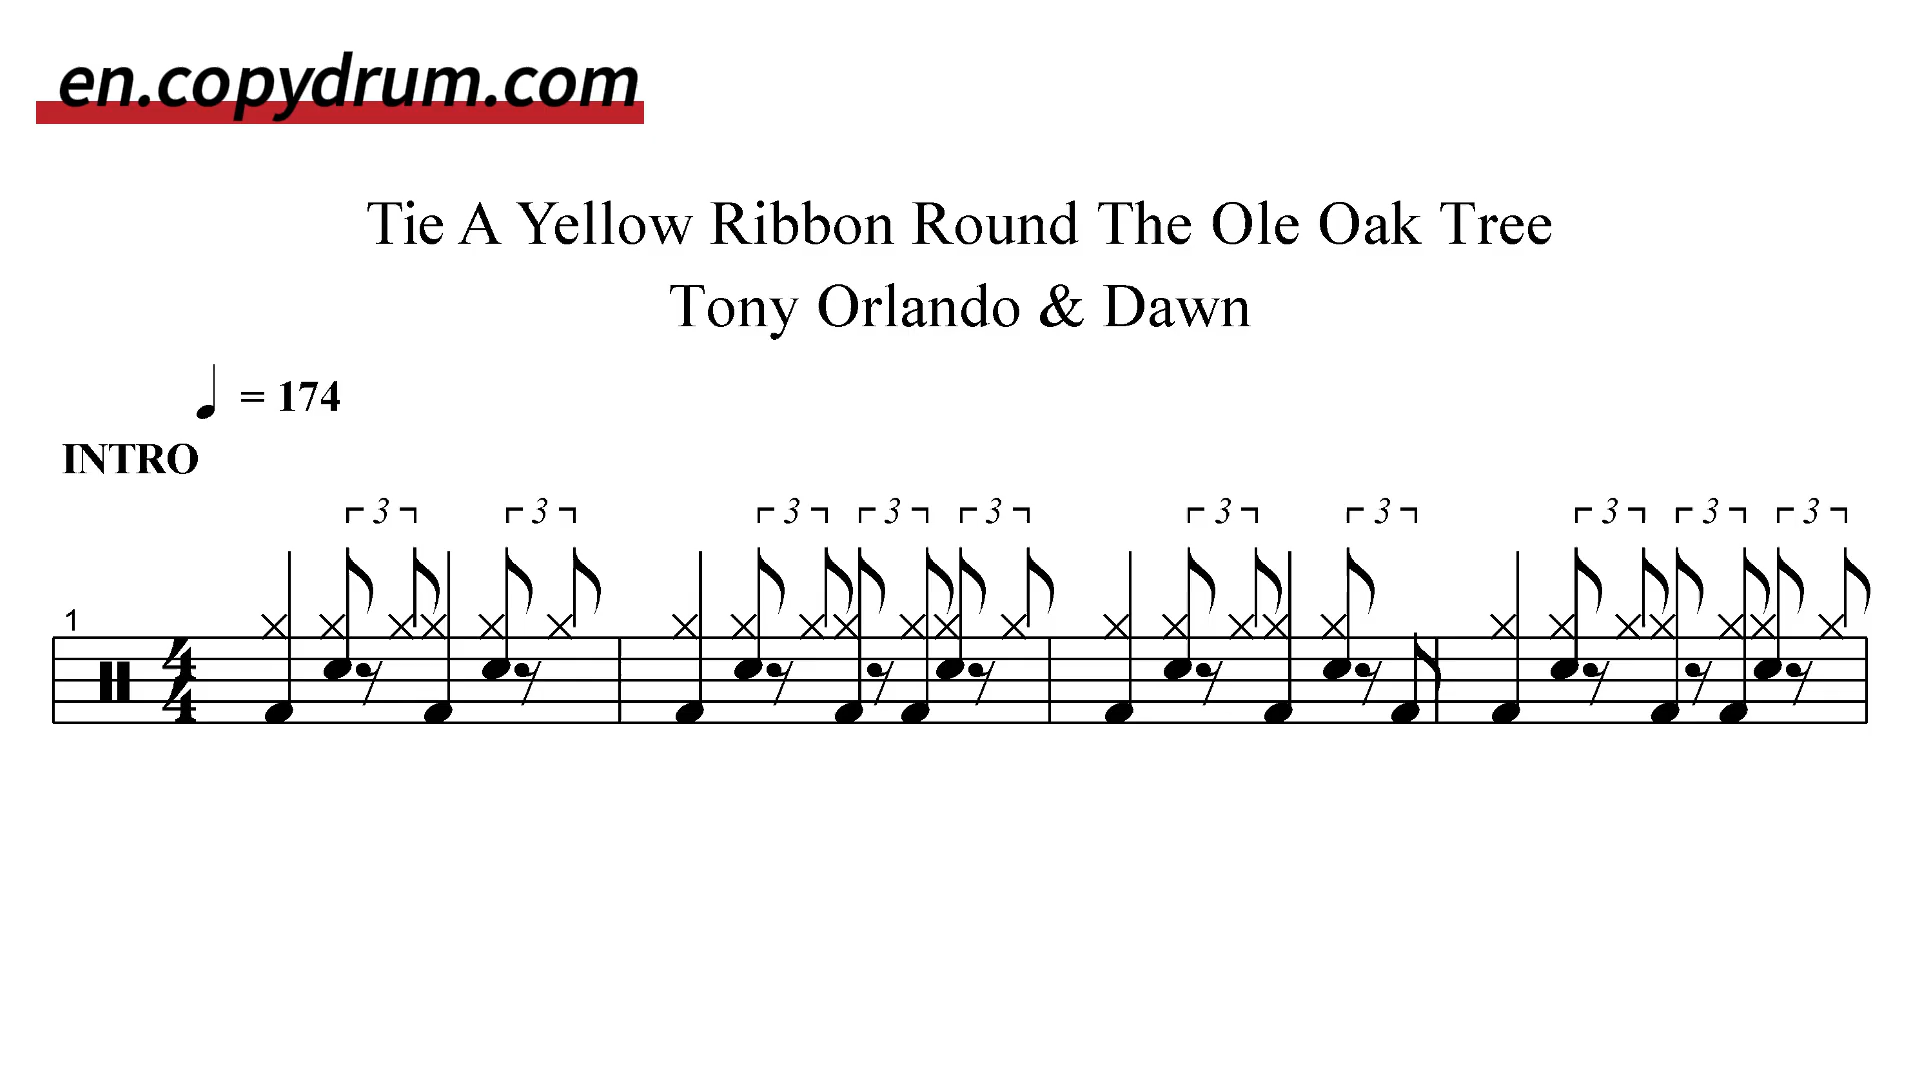 en.copydrum.com
Tie A Yellow Ribbon Round The Ole Oak Tree
Tony Orlando & Dawn
= 174
INTRO
3 3 3 3 3 3 3 3 3 3
1
4
4